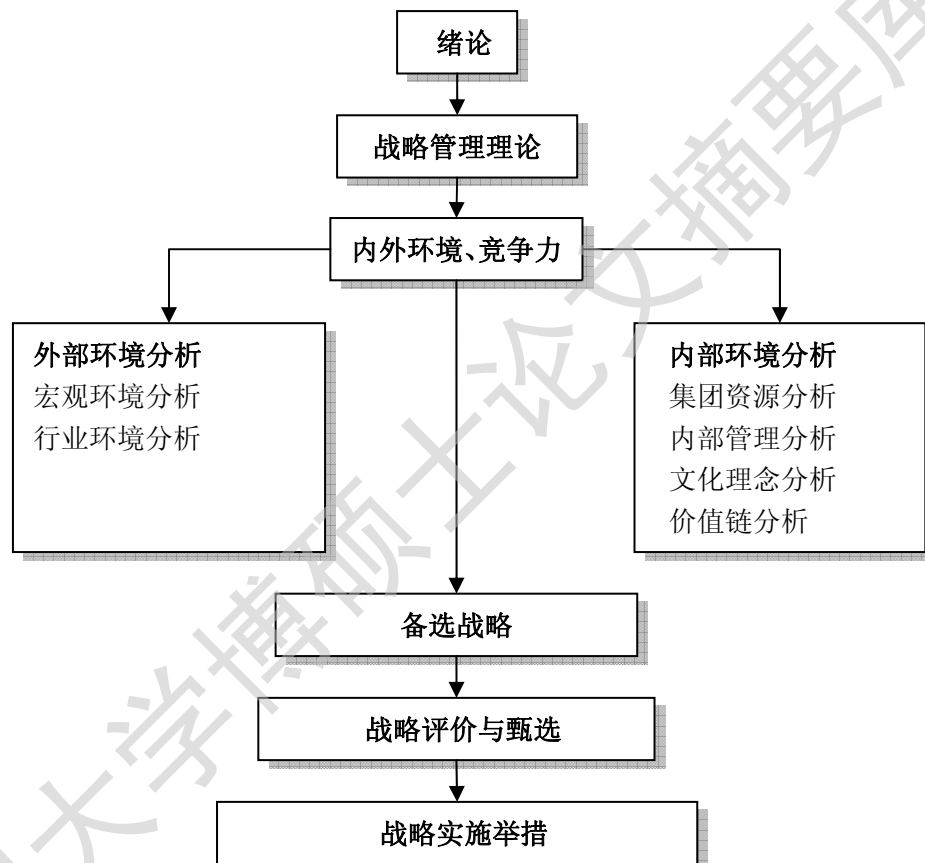 绪论
战略管理理论
内外环境、竞争力
外部环境分析
宏观环境分析
行业环境分析
内部环境分析
集团资源分析
内部管理分析
文化理念分析
价值链分析
备选战略
战略评价与甄选
战略实施举措
大学博硕士论文摘要库